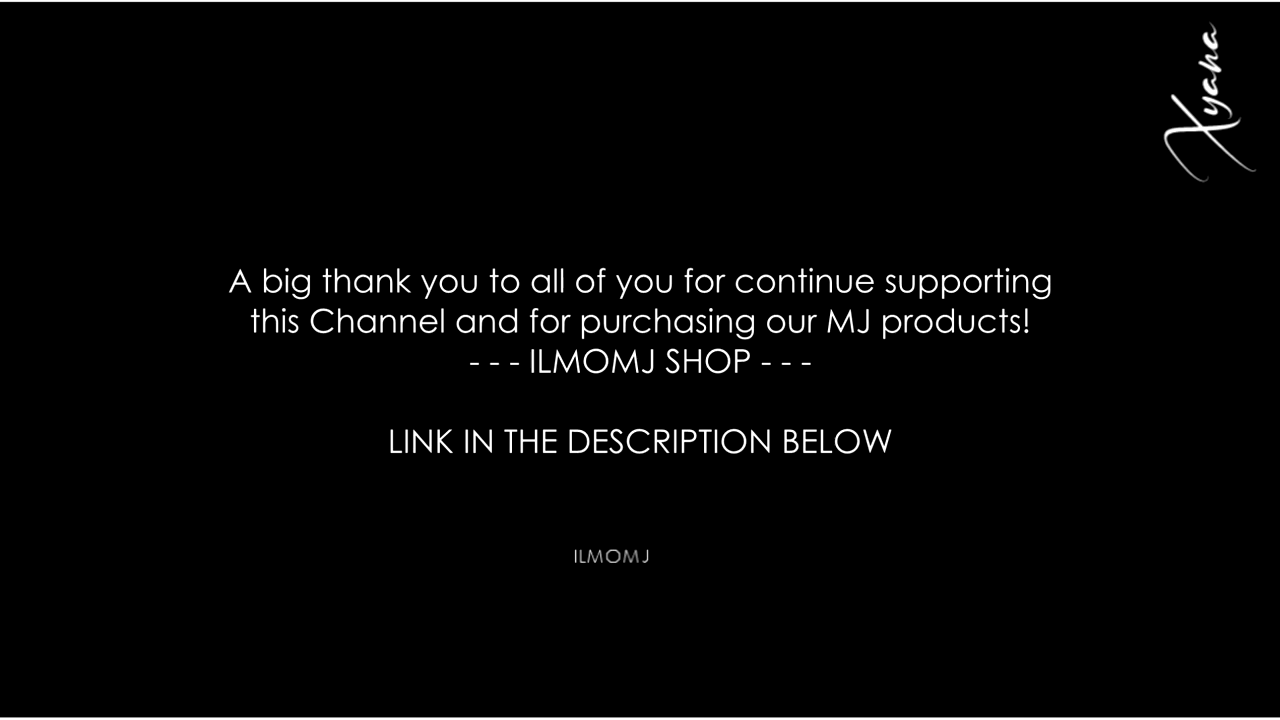 Xyana
A big thank you to all of you for continue supporting
this Channel and for purchasing our MJ products!
- - - ILMOMJ SHOP - - -
LINK IN THE DESCRIPTION BELOW
ILMOMJ